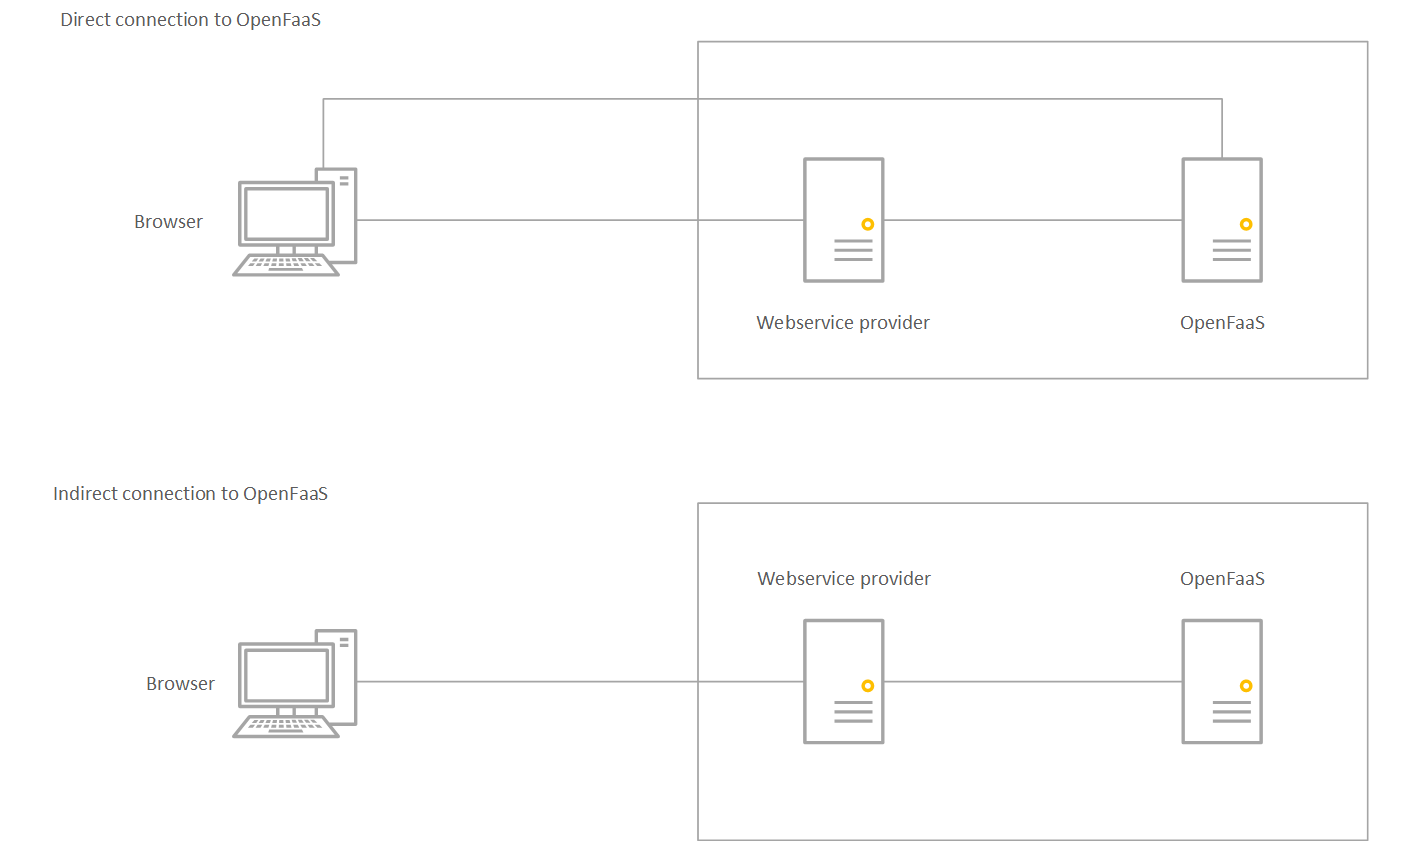 Direct connection to OpenFaaS
Browser
Webservice provider
OpenFaaS
Indirect connection to OpenFaaS
Webservice provider
OpenFaaS
Browser